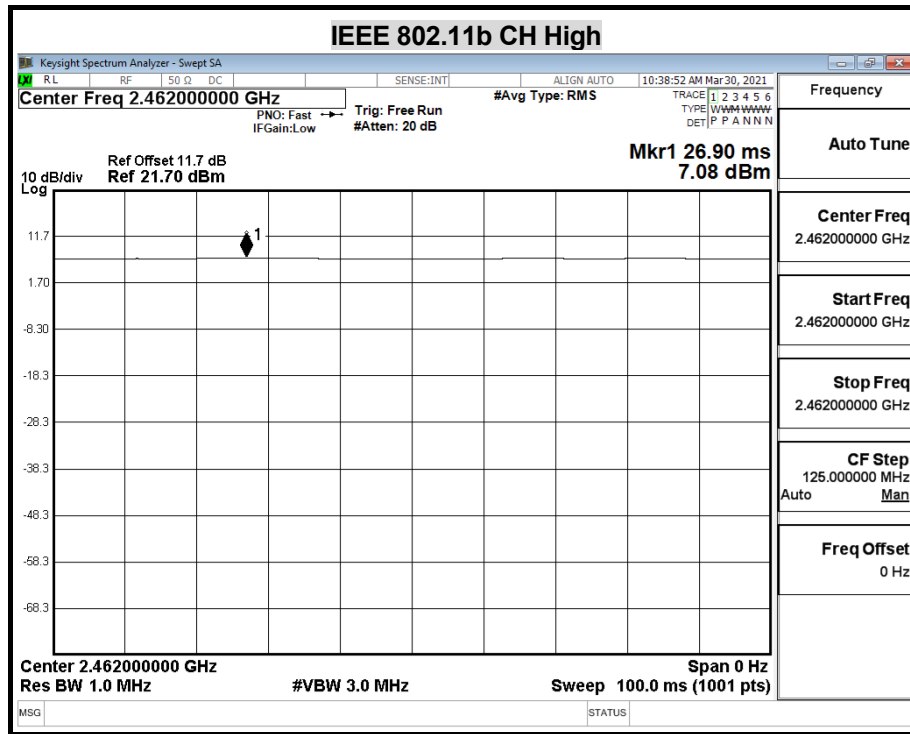 IEEE 802.11b CH High
Keysight Spectrum Analyzer - Swept SA
LXI RL RF 50 Ω DC SENSE:INT ALIGN AUTO 10:38:52 AM Mar 30, 2021
Center Freq 2.462000000 GHz
PNO: Fast
IFGain:Low
Trig: Free Run
#Atten: 20 dB
#Avg Type: RMS
TRACE 1 2 3 4 5 6
TYPE WWMWWWW
DET P P A N N N
Mkr1 26.90 ms
7.08 dBm
Ref Offset 11.7 dB
10 dB/div Ref 21.70 dBm
Log
11.7
1.70
-8.30
-18.3
-28.3
-38.3
-48.3
-58.3
-68.3
1
Center 2.462000000 GHz Span 0 Hz
Res BW 1.0 MHz #VBW 3.0 MHz Sweep 100.0 ms (1001 pts)
MSG STATUS
Frequency
Auto Tune
Center Freq
2.462000000 GHz
Start Freq
2.462000000 GHz
Stop Freq
2.462000000 GHz
CF Step
125.000000 MHz
Auto Man
Freq Offset
0 Hz